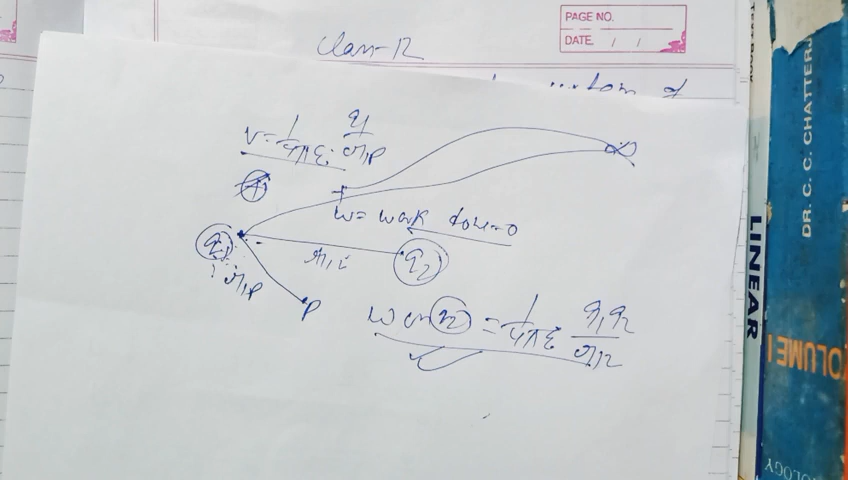 PAGE NO.
DATE / /
Class-12
V = 1/4πε · q1/r1p
∞
W = work done = 0
q1
r12
q2
r1p
P
W on q2 = 1/4πε q1q2/r12
DR. C. C. CHATTERJ
LINEAR
VOLUME I